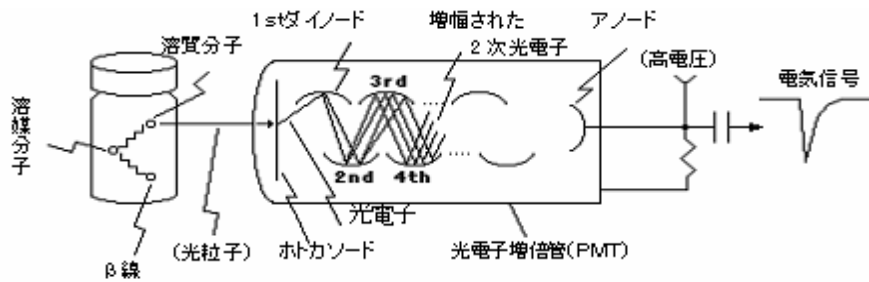 1stダイノード
増幅された
2次光電子
アノード
溶質分子
(高電圧)
電気信号
3rd
溶媒分子
2nd
4th
光電子
β線
(光粒子)
ホトカソード
光電子増倍管(PMT)